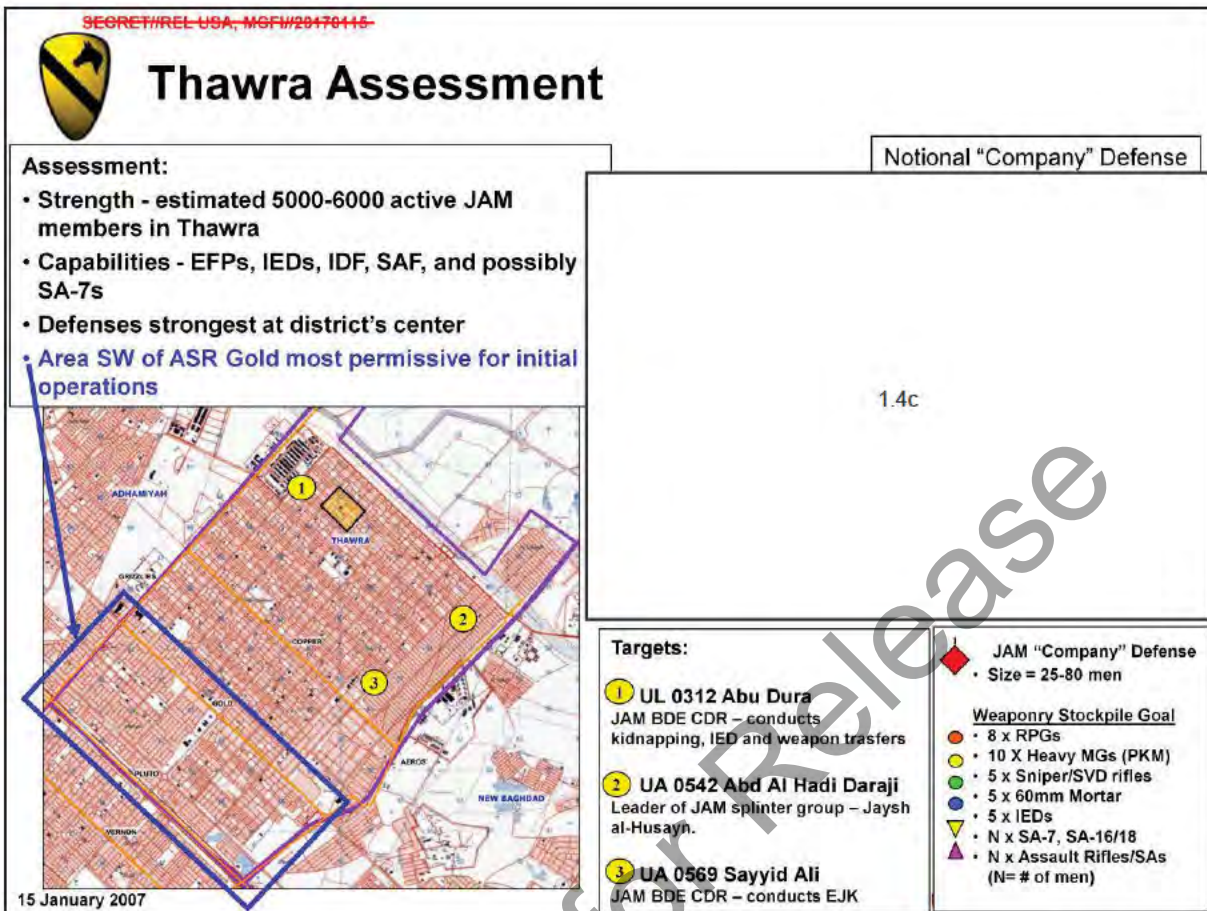 SECRET//REL USA, MCFI//20170115
Thawra Assessment
Assessment:
• Strength - estimated 5000-6000 active JAM
members in Thawra
• Capabilities - EFPs, IEDs, IDF, SAF, and possibly
SA-7s
• Defenses strongest at district's center
• Area SW of ASR Gold most permissive for initial
operations
Notional "Company" Defense
1.4c
ADHAMIYAH
1
THAWRA
GRIZZLIES
2
COPPER
3
GOLD
AEROS
PLUTO
NEW BAGHDAD
VERNON
15 January 2007
Targets:
1 UL 0312 Abu Dura
JAM BDE CDR – conducts
kidnapping, IED and weapon trasfers
2 UA 0542 Abd Al Hadi Daraji
Leader of JAM splinter group – Jaysh
al-Husayn.
3 UA 0569 Sayyid Ali
JAM BDE CDR – conducts EJK
JAM "Company" Defense
• Size = 25-80 men
Weaponry Stockpile Goal
• 8 x RPGs
• 10 X Heavy MGs (PKM)
• 5 x Sniper/SVD rifles
• 5 x 60mm Mortar
• 5 x IEDs
• N x SA-7, SA-16/18
• N x Assault Rifles/SAs
(N= # of men)
for Release